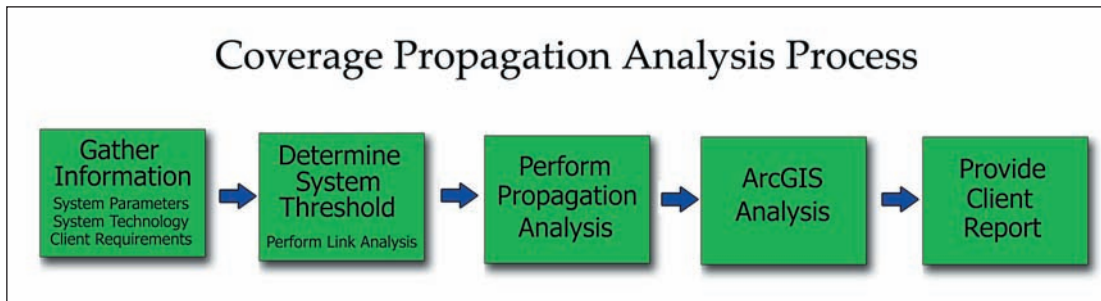 Coverage Propagation Analysis Process
Gather
Information
System Parameters
System Technology
Client Requirements
Determine
System
Threshold
Perform Link Analysis
Perform
Propagation
Analysis
ArcGIS
Analysis
Provide
Client
Report